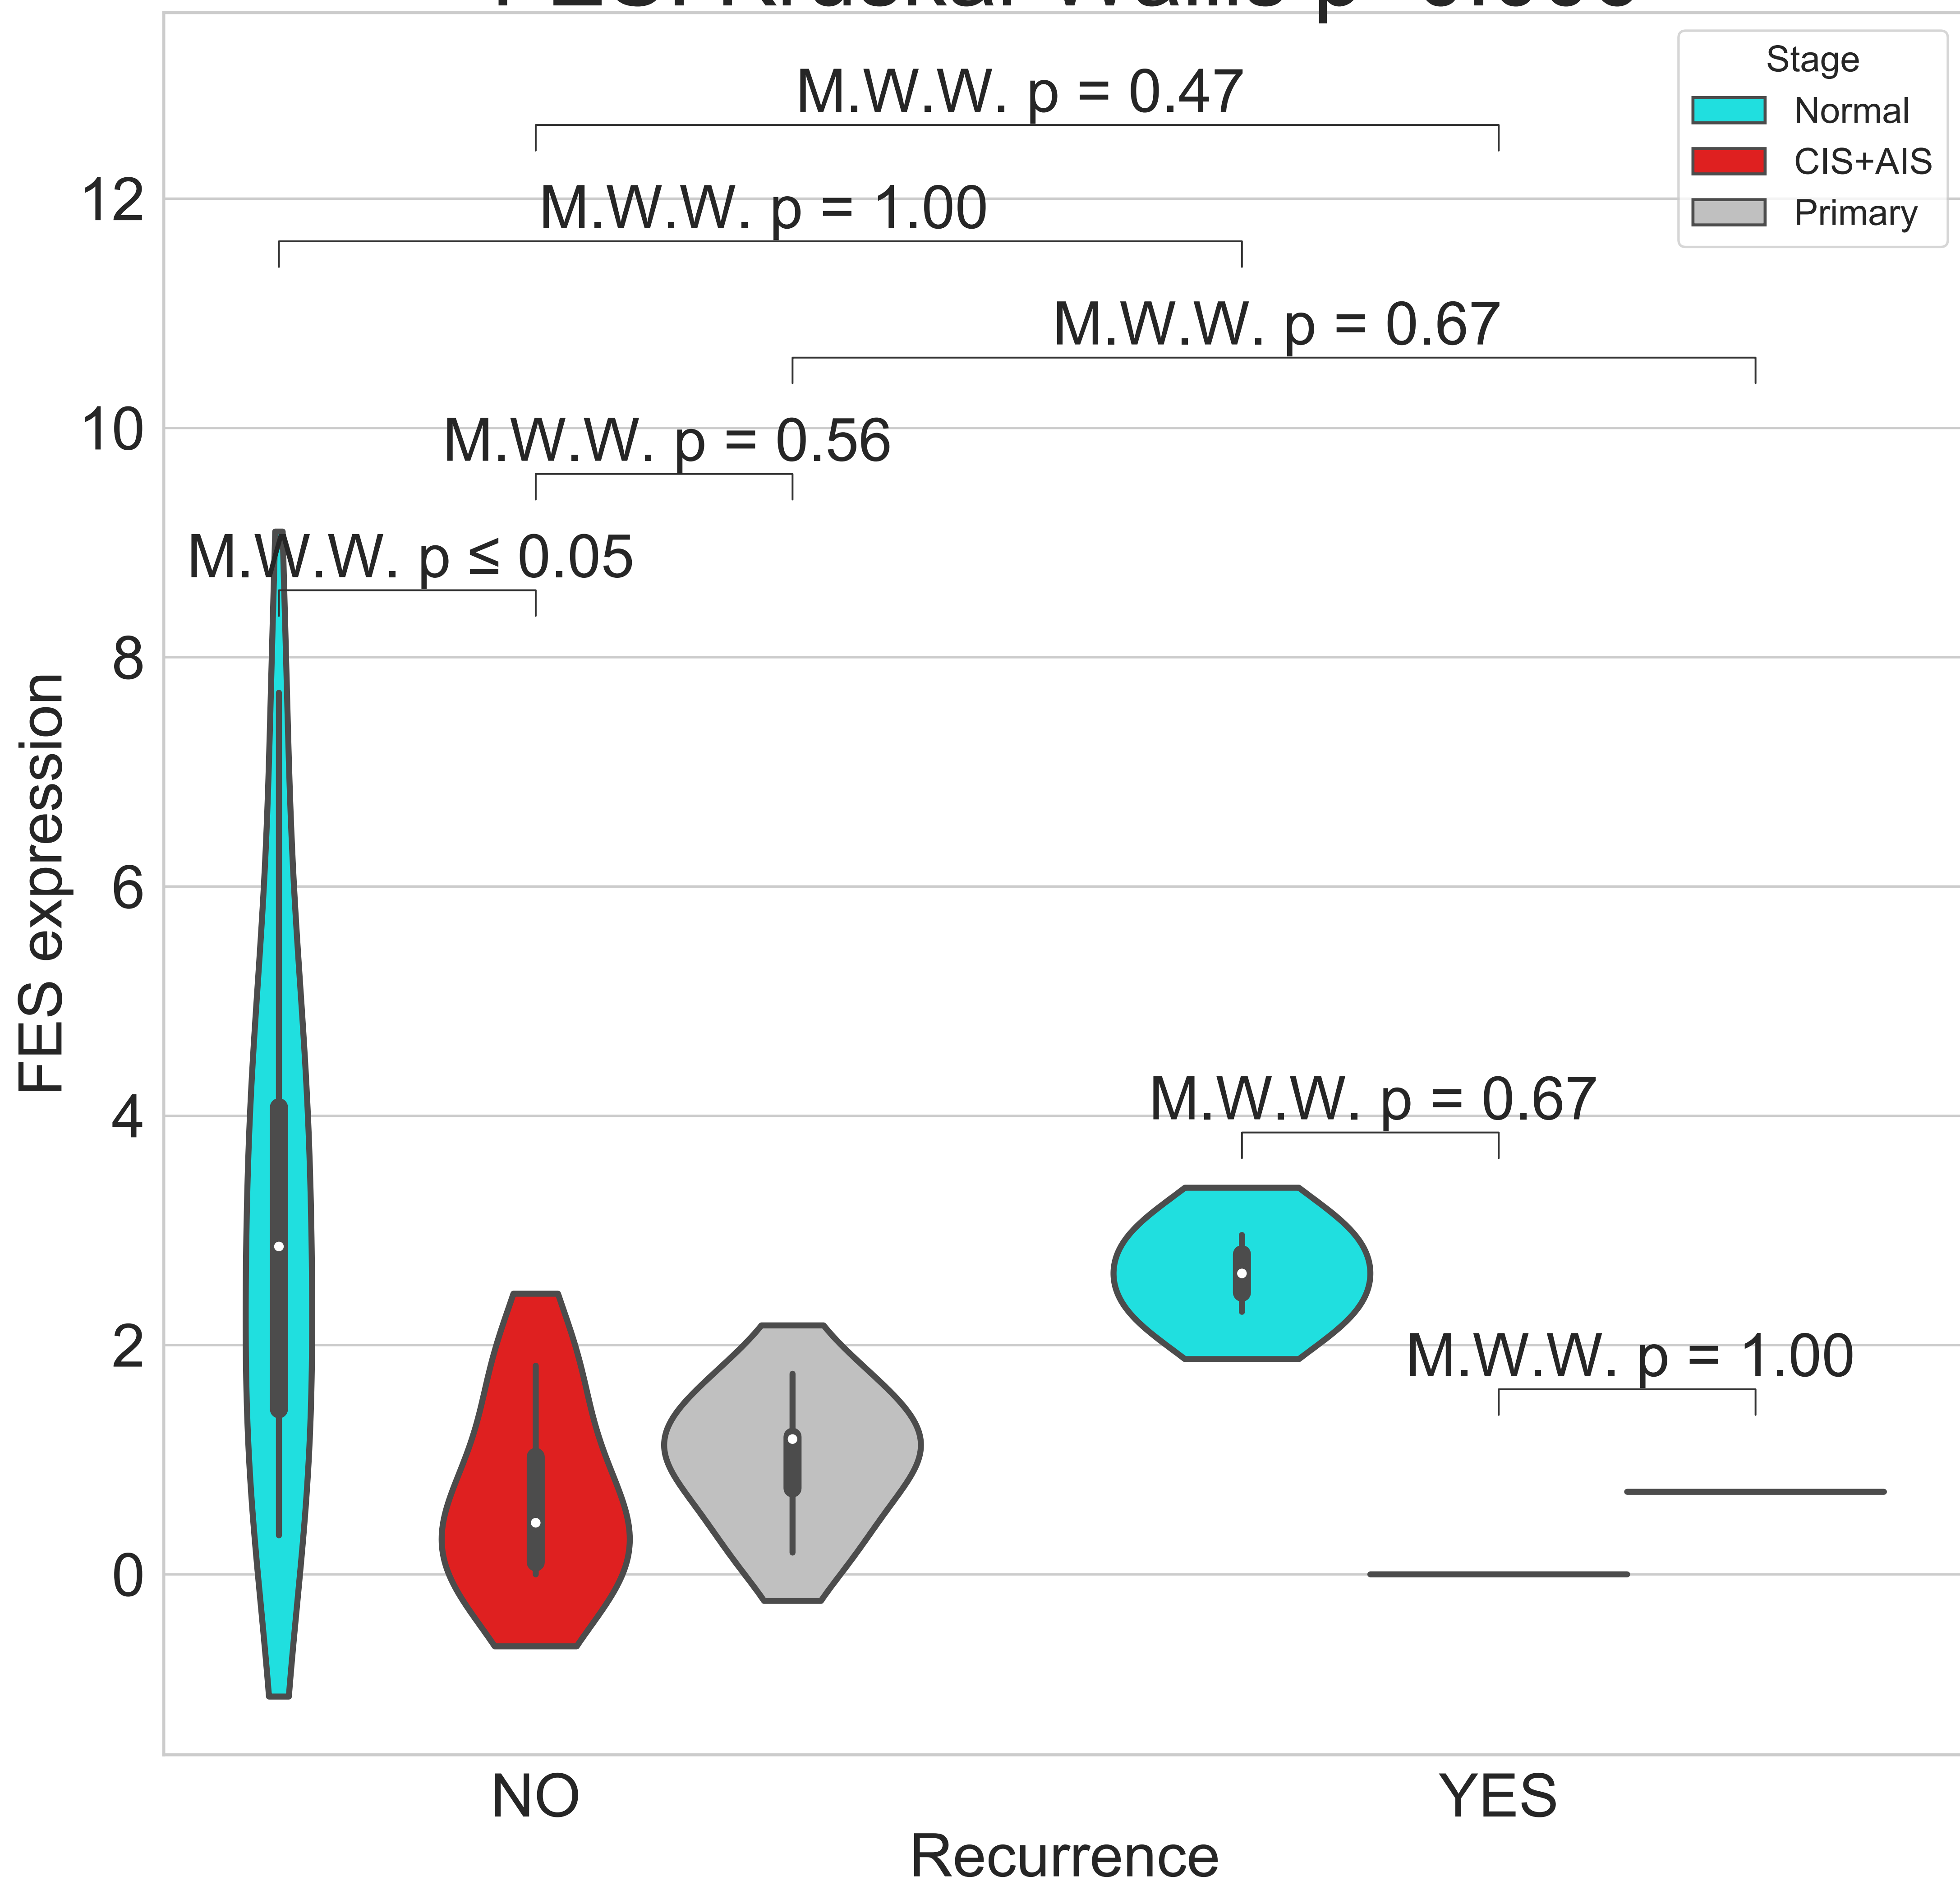 Stage
Normal
CIS+AIS
Primary
M.W.W. p = 0.47
M.W.W. p = 1.00
M.W.W. p = 0.67
M.W.W. p = 0.56
M.W.W. p ≤ 0.05
M.W.W. p = 0.67
M.W.W. p = 1.00
12
10
8
6
4
2
0
FES expression
NO
YES
Recurrence